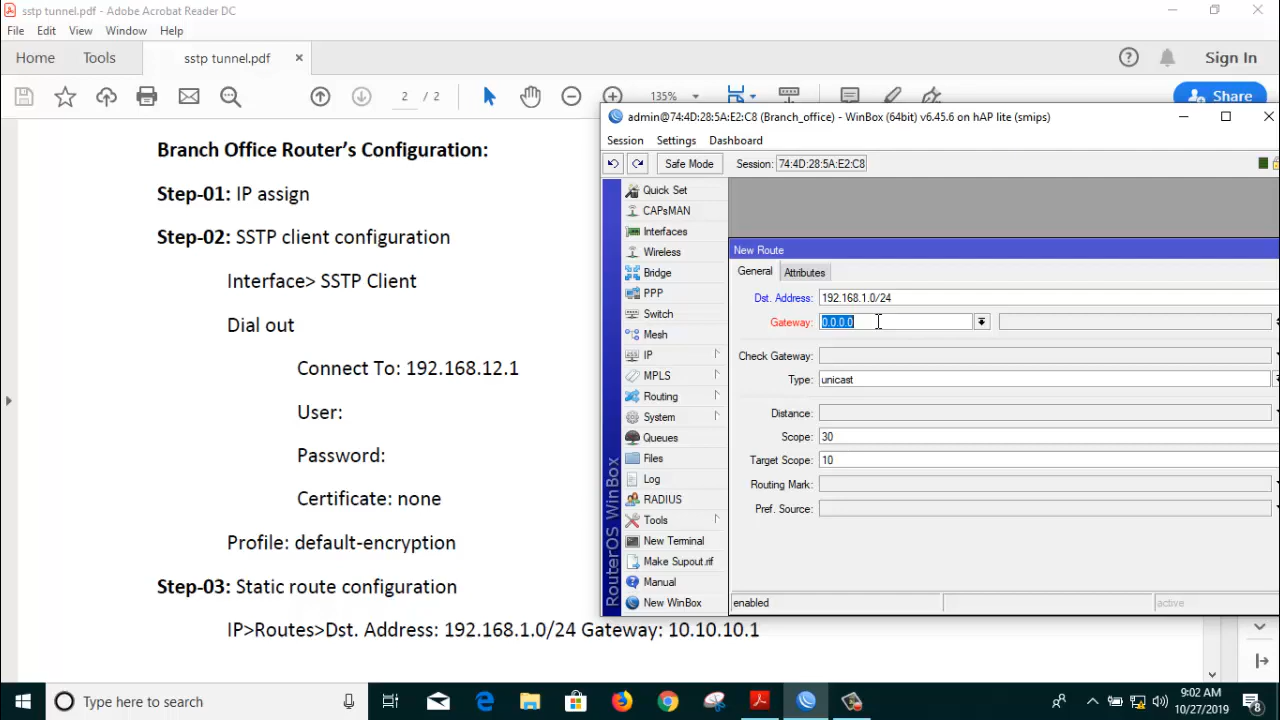 sstp tunnel.pdf - Adobe Acrobat Reader DC
File Edit View Window Help
Home Tools sstp tunnel.pdf × Sign In
2 / 2 135% Share
Branch Office Router's Configuration:
Step-01: IP assign
Step-02: SSTP client configuration
Interface> SSTP Client
Dial out
Connect To: 192.168.12.1
User:
Password:
Certificate: none
Profile: default-encryption
Step-03: Static route configuration
IP>Routes>Dst. Address: 192.168.1.0/24 Gateway: 10.10.10.1
admin@74:4D:28:5A:E2:C8 (Branch_office) - WinBox (64bit) v6.45.6 on hAP lite (smips)
Session Settings Dashboard
Safe Mode Session: 74:4D:28:5A:E2:C8
RouterOS WinBox
Quick Set
CAPsMAN
Interfaces
Wireless
Bridge
PPP
Switch
Mesh
IP
MPLS
Routing
System
Queues
Files
Log
RADIUS
Tools
New Terminal
Make Supout.rif
Manual
New WinBox
New Route
General Attributes
Dst. Address: 192.168.1.0/24
Gateway: 0.0.0.0
Check Gateway:
Type: unicast
Distance:
Scope: 30
Target Scope: 10
Routing Mark:
Pref. Source:
enabled active
Type here to search
9:02 AM
10/27/2019
8